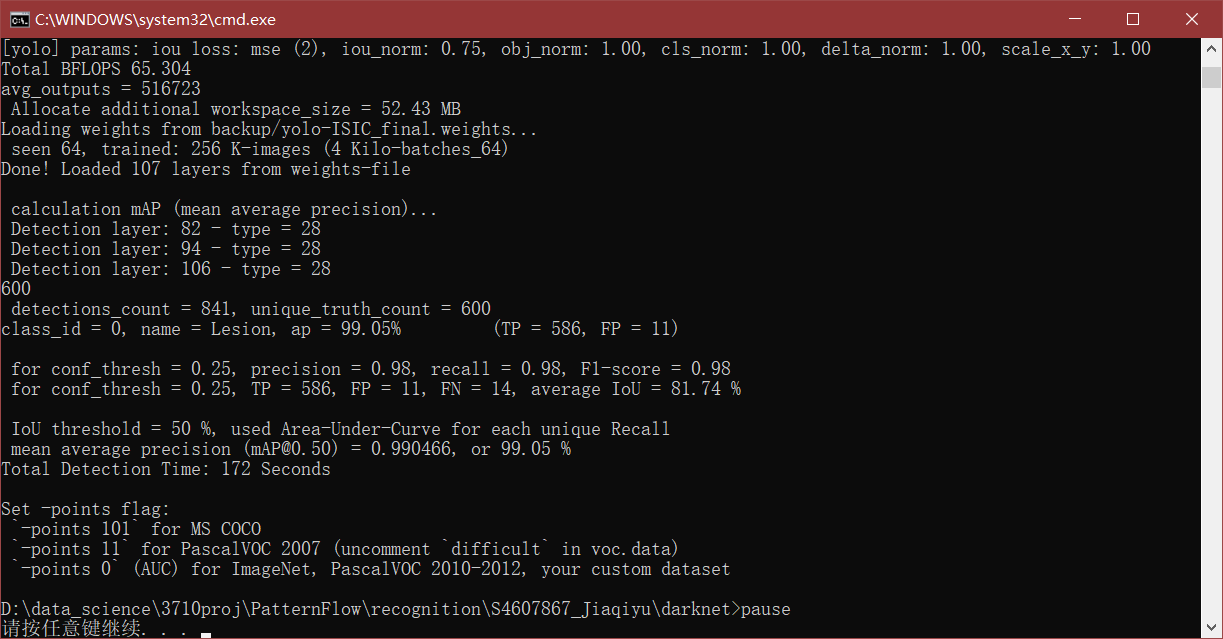 C:\WINDOWS\system32\cmd.exe
[yolo] params: iou loss: mse (2), iou_norm: 0.75, obj_norm: 1.00, cls_norm: 1.00, delta_norm: 1.00, scale_x_y: 1.00
Total BFLOPS 65.304
avg_outputs = 516723
Allocate additional workspace_size = 52.43 MB
Loading weights from backup/yolo-ISIC_final.weights...
seen 64, trained: 256 K-images (4 Kilo-batches_64)
Done! Loaded 107 layers from weights-file
calculation mAP (mean average precision)...
Detection layer: 82 - type = 28
Detection layer: 94 - type = 28
Detection layer: 106 - type = 28
600
detections_count = 841, unique_truth_count = 600
class_id = 0, name = Lesion, ap = 99.05% (TP = 586, FP = 11)
for conf_thresh = 0.25, precision = 0.98, recall = 0.98, F1-score = 0.98
for conf_thresh = 0.25, TP = 586, FP = 11, FN = 14, average IoU = 81.74 %
IoU threshold = 50 %, used Area-Under-Curve for each unique Recall
mean average precision (mAP@0.50) = 0.990466, or 99.05 %
Total Detection Time: 172 Seconds
Set -points flag:
`-points 101` for MS COCO
`-points 11` for PascalVOC 2007 (uncomment `difficult` in voc.data)
`-points 0` (AUC) for ImageNet, PascalVOC 2010-2012, your custom dataset
D:\data_science\3710proj\PatternFlow\recognition\S4607867_Jiaqiyu\darknet>pause
请按任意键继续. . .